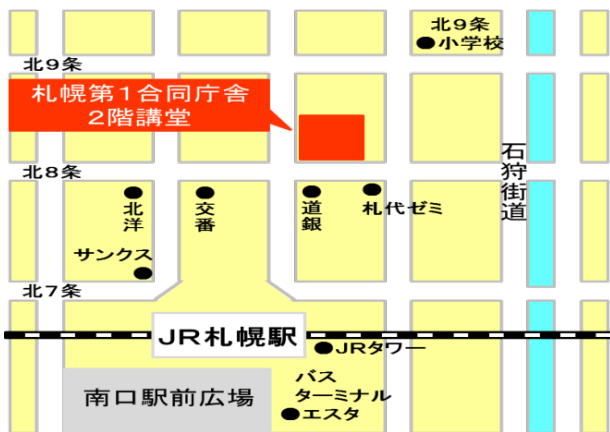 北9条
小学校
北9条
札幌第1合同庁舎
2階講堂
北8条
石狩街道
北洋
交番
道銀
札代ゼミ
サンクス
北7条
JR札幌駅
JRタワー
バス
ターミナル
エスタ
南口駅前広場